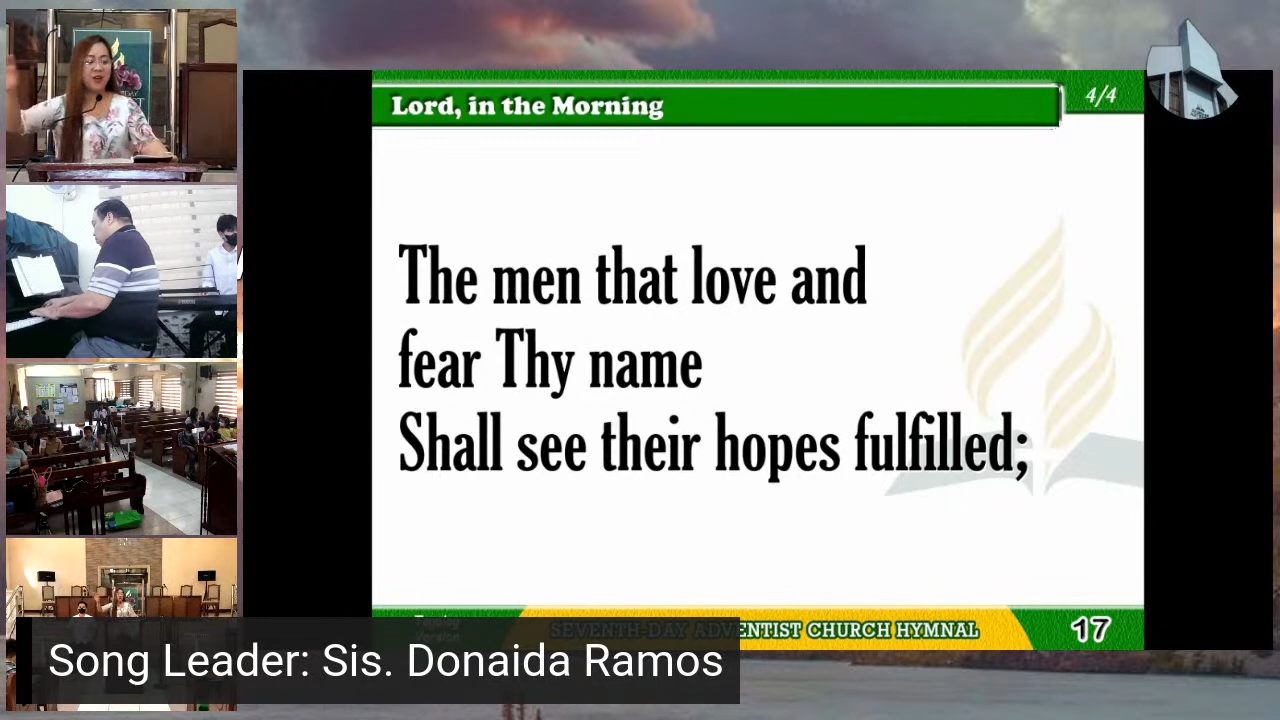 Lord, in the Morning
4/4
The men that love and
fear Thy name
Shall see their hopes fulfilled;
SEVENTH-DAY ADVENTIST CHURCH HYMNAL
17
Song Leader: Sis. Donaida Ramos